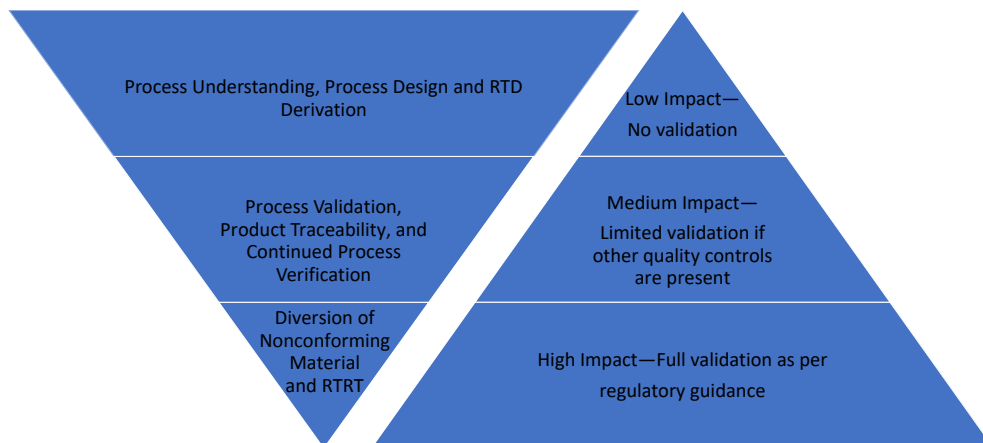 Process Understanding, Process Design and RTD
Derivation
Process Validation,
Product Traceability, and
Continued Process
Verification
Diversion of
Nonconforming
Material
and RTRT
Low Impact—
No validation
Medium Impact—
Limited validation if
other quality controls
are present
High Impact—Full validation as per
regulatory guidance